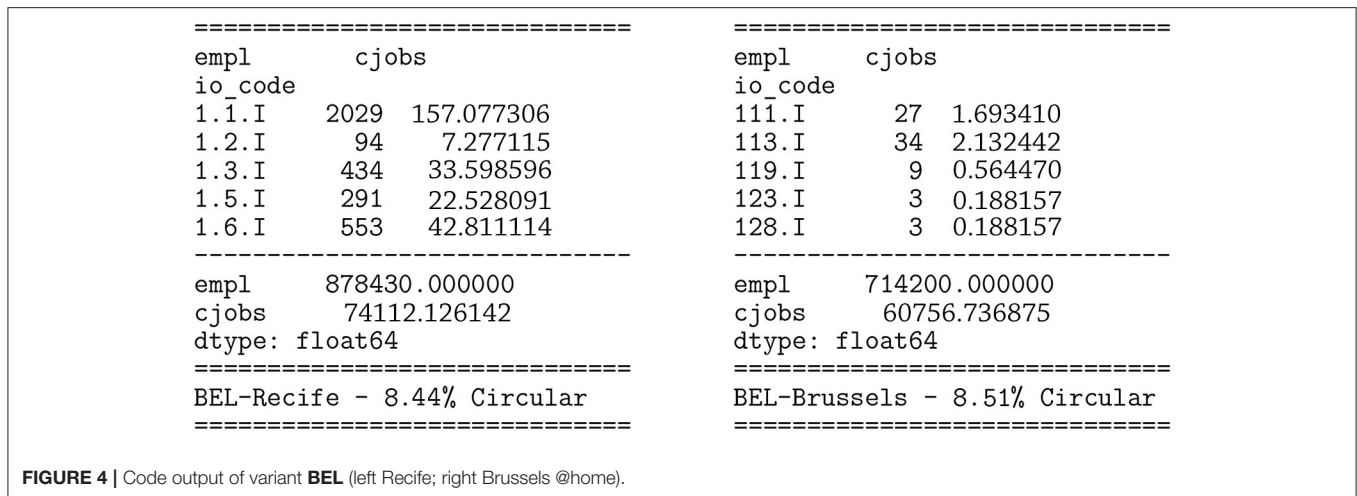 ==============================
empl cjobs
io_code
1.1.I 2029 157.077306
1.2.I 94 7.277115
1.3.I 434 33.598596
1.5.I 291 22.528091
1.6.I 553 42.811114
------------------------------
empl 878430.000000
cjobs 74112.126142
dtype: float64
==============================
BEL-Recife - 8.44% Circular
==============================
==============================
empl cjobs
io_code
111.I 27 1.693410
113.I 34 2.132442
119.I 9 0.564470
123.I 3 0.188157
128.I 3 0.188157
------------------------------
empl 714200.000000
cjobs 60756.736875
dtype: float64
==============================
BEL-Brussels - 8.51% Circular
==============================
FIGURE 4 | Code output of variant BEL (left Recife; right Brussels @home).